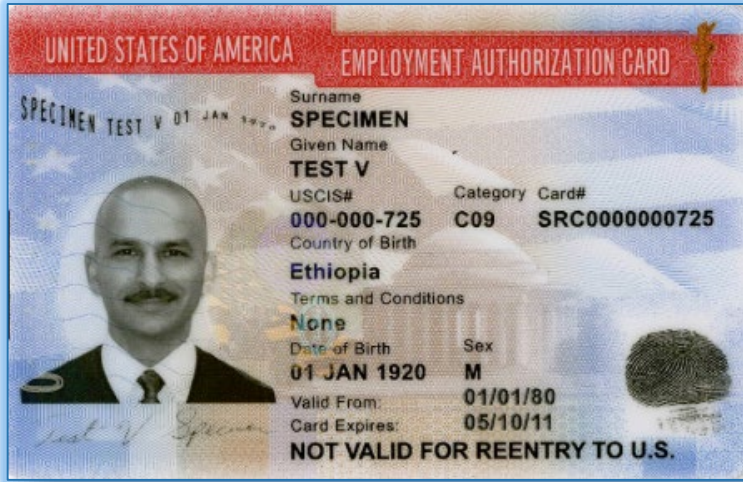 UNITED STATES OF AMERICA
EMPLOYMENT AUTHORIZATION CARD
SPECIMEN TEST V 01 JAN
Surname
SPECIMEN
Given Name
TEST V
USCIS# Category Card#
000-000-725 C09 SRC0000000725
Country of Birth
Ethiopia
Terms and Conditions
None
Date of Birth Sex
01 JAN 1920 M
Valid From: 01/01/80
Card Expires: 05/10/11
NOT VALID FOR REENTRY TO U.S.
Test V Specimen